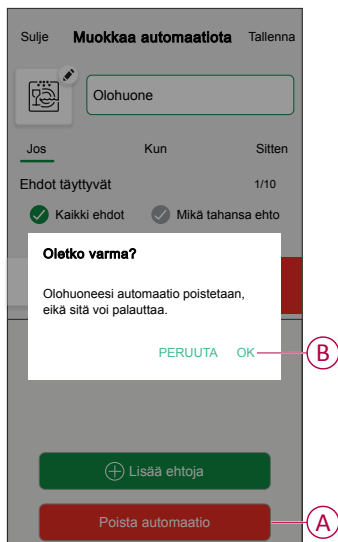 Sulje Muokkaa automaatiota Tallenna
Olohuone
Jos Kun Sitten
Ehdot täyttyvät 1/10
Kaikki ehdot Mikä tahansa ehto
Oletko varma?
Olohuoneesi automaatio poistetaan,
eikä sitä voi palauttaa.
PERUUTA OK
B
Lisää ehtoja
Poista automaatio
A